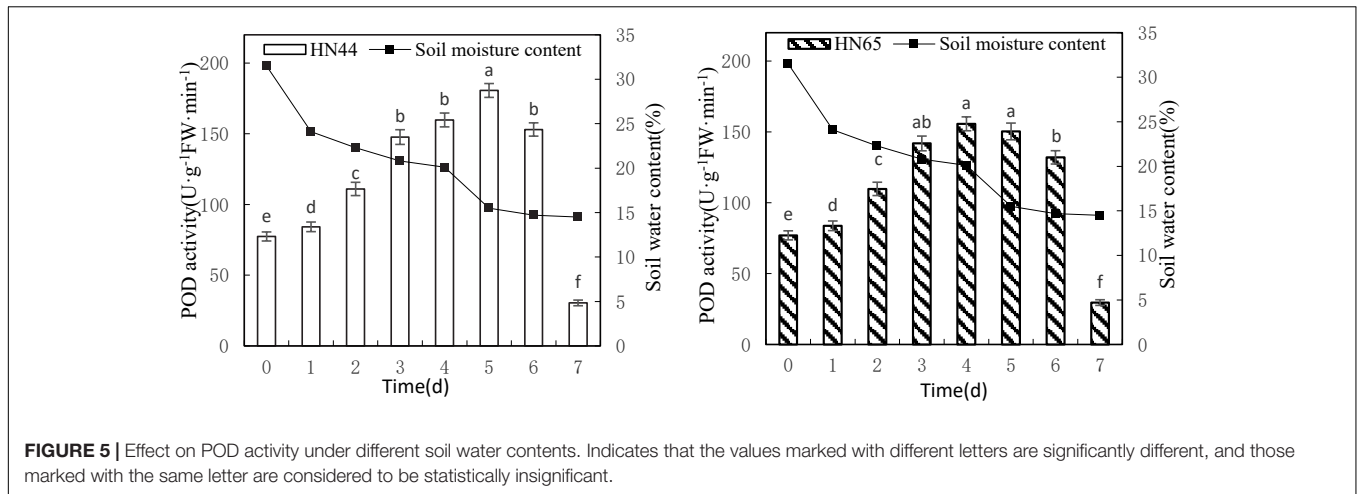 HN44 Soil moisture content
POD activity(U·g⁻¹FW·min⁻¹)
200
150
100
50
0
e d c b b a b f
35
30
25
20
15
10
5
0
Soil water content(%)
0 1 2 3 4 5 6 7
Time(d)
HN65 Soil moisture content
POD activity(U·g⁻¹FW·min⁻¹)
200
150
100
50
0
e d c ab a a b f
35
30
25
20
15
10
5
0
Soil water content(%)
0 1 2 3 4 5 6 7
Time(d)
FIGURE 5 | Effect on POD activity under different soil water contents. Indicates that the values marked with different letters are significantly different, and those
marked with the same letter are considered to be statistically insignificant.